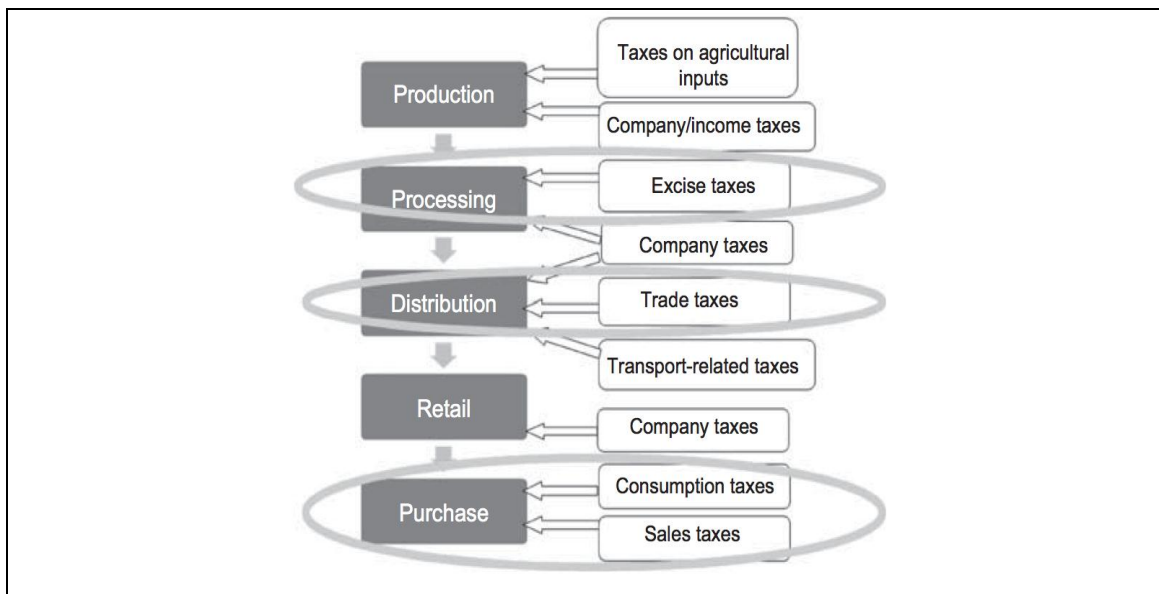 Taxes on agricultural
inputs
Production
Company/income taxes
Excise taxes
Processing
Company taxes
Trade taxes
Distribution
Transport-related taxes
Retail
Company taxes
Consumption taxes
Purchase
Sales taxes